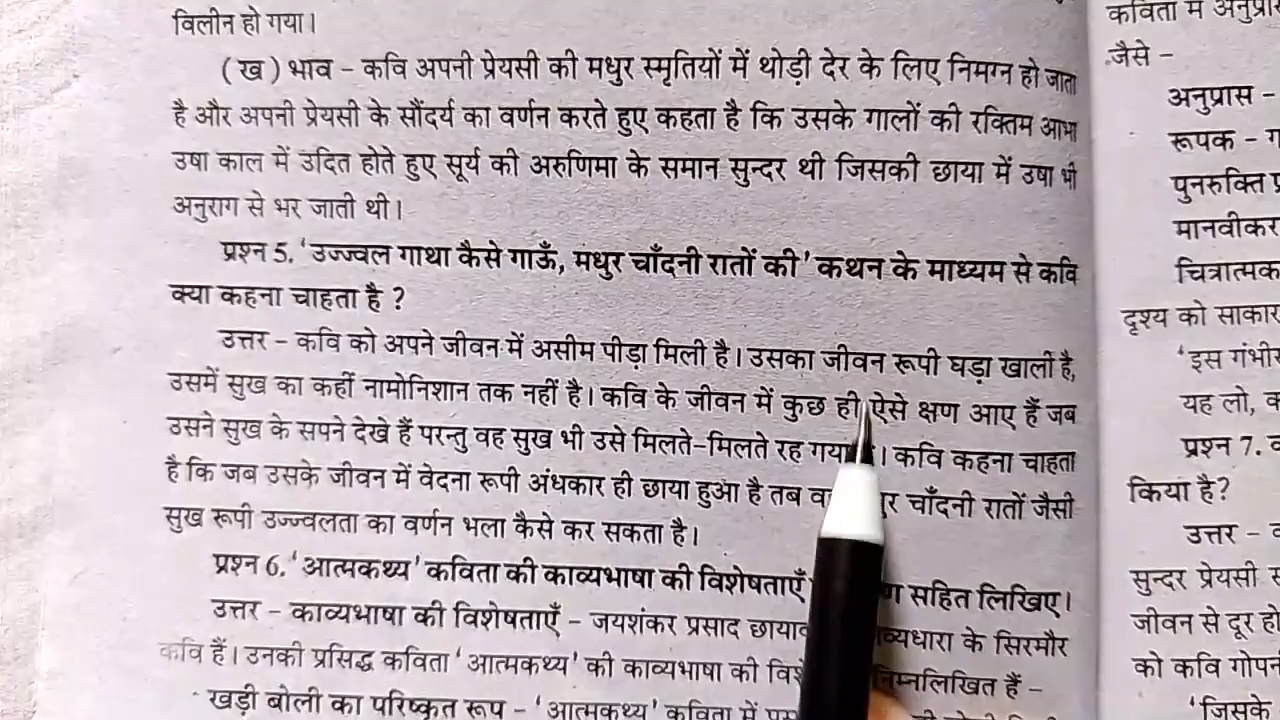 विलीन हो गया।
(ख) भाव – कवि अपनी प्रेयसी की मधुर स्मृतियों में थोड़ी देर के लिए निमग्न हो जाता
है और अपनी प्रेयसी के सौंदर्य का वर्णन करते हुए कहता है कि उसके गालों की रक्तिम आभा
उषा काल में उदित होते हुए सूर्य की अरुणिमा के समान सुन्दर थी जिसकी छाया में उषा भी
अनुराग से भर जाती थी।
प्रश्न 5. 'उज्ज्वल गाथा कैसे गाऊँ, मधुर चाँदनी रातों की' कथन के माध्यम से कवि
क्या कहना चाहता है ?
उत्तर – कवि को अपने जीवन में असीम पीड़ा मिली है। उसका जीवन रूपी घड़ा खाली है,
उसमें सुख का कहीं नामोनिशान तक नहीं है। कवि के जीवन में कुछ ही ऐसे क्षण आए हैं जब
उसने सुख के सपने देखे हैं परन्तु वह सुख भी उसे मिलते-मिलते रह गया । कवि कहना चाहता
है कि जब उसके जीवन में वेदना रूपी अंधकार ही छाया हुआ है तब चाँदनी रातों जैसी
सुख रूपी उज्ज्वलता का वर्णन भला कैसे कर सकता है।
प्रश्न 6. 'आत्मकथ्य' कविता की काव्यभाषा की विशेषताएँ सहित लिखिए।
उत्तर – काव्यभाषा की विशेषताएँ – जयशंकर प्रसाद के सिरमौर
कवि हैं। उनकी प्रसिद्ध कविता 'आत्मकथ्य' की काव्यभाषा की निम्नलिखित हैं –
खड़ी बोली का परिष्कृत रूप – 'आत्मकथ्य' कविता में
कविता में
जैसे –
अनुप्रास –
रूपक –
पुनरुक्ति
चित्रात्मक
दृश्य को साकार
'इस
यह लो,
प्रश्न 7.
किया है?
उत्तर –
सुन्दर प्रेयसी
जीवन से दूर
को कवि
'जिसके